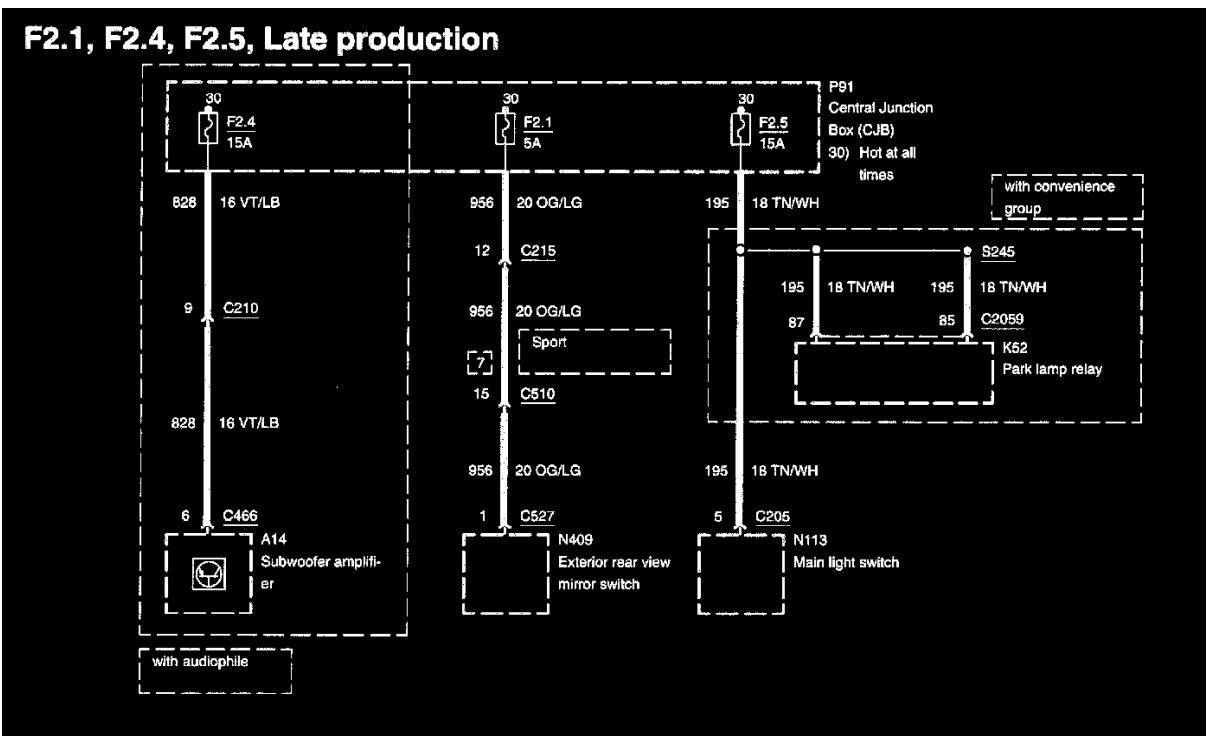 F2.1, F2.4, F2.5, Late production
30
F2.4
15A
30
F2.1
5A
30
F2.5
15A
P91
Central Junction
Box (CJB)
30) Hot at all
times
with convenience
group
828 16 VT/LB
956 20 OG/LG
195 18 TN/WH
12 C215
S245
195 18 TN/WH
195 18 TN/WH
9 C210
956 20 OG/LG
87
85 C2059
Sport
7
K52
Park lamp relay
15 C510
828 16 VT/LB
956 20 OG/LG
195 18 TN/WH
6 C466
1 C527
5 C205
A14
Subwoofer amplifi-
er
N409
Exterior rear view
mirror switch
N113
Main light switch
with audiophile